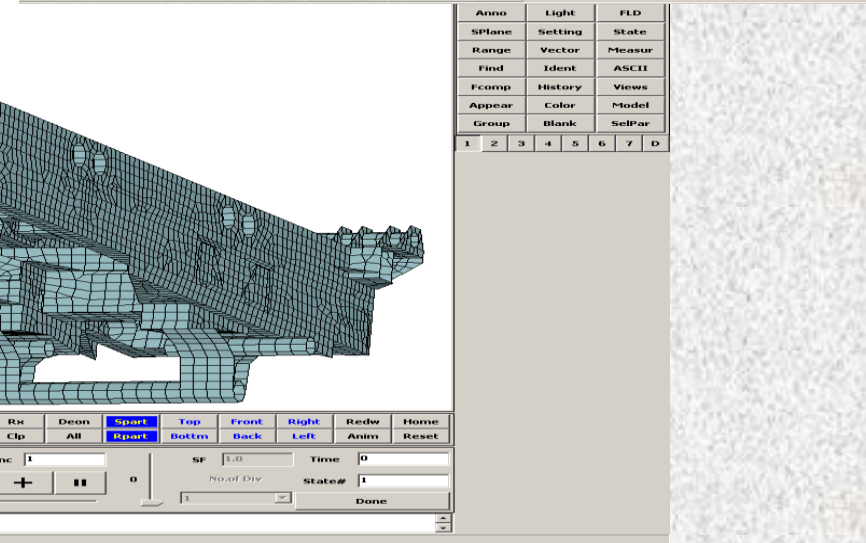 Anno Light FLD
SPlane Setting State
Range Vector Measur
Find Ident ASCII
Fcomp History Views
Appear Color Model
Group Blank SelPar
1 2 3 4 5 6 7 D
Rx Deon Spart Top Front Right Redw Home
Clp All Rpart Bottm Back Left Anim Reset
nc 1 SF 1.0 Time 0
+ 0 No.of Div State# 1
1 Done